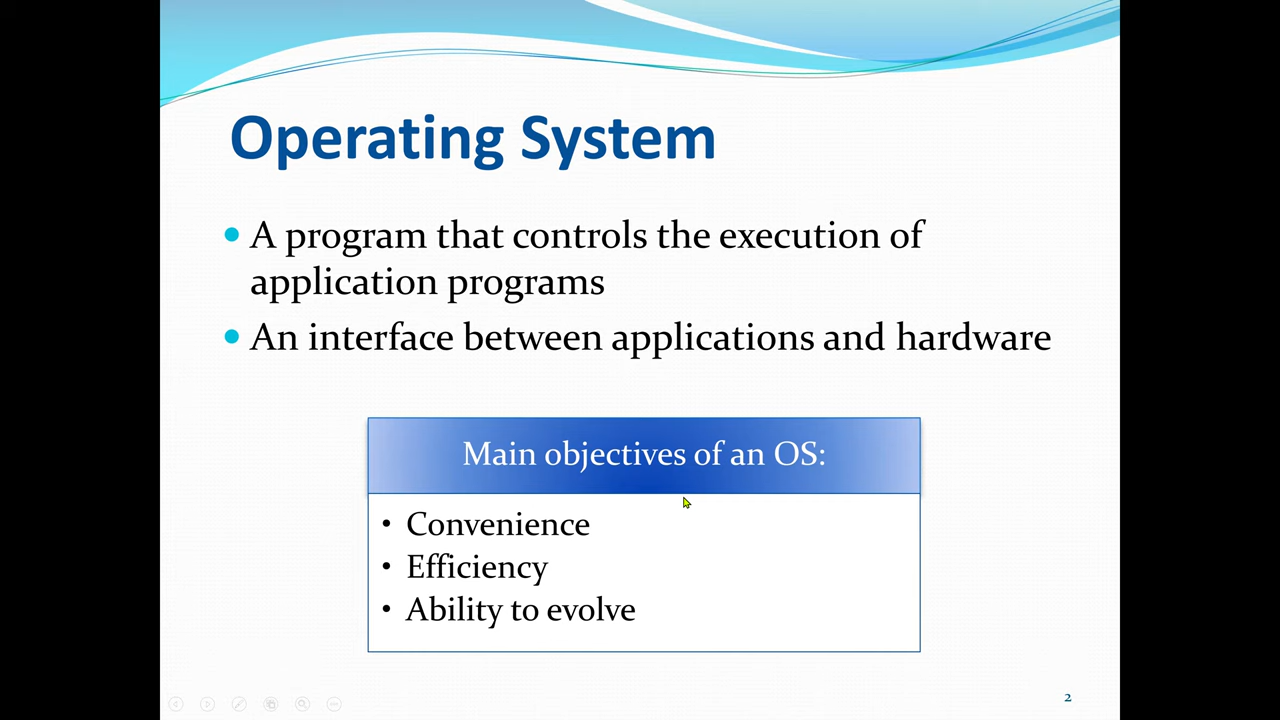 Operating System
• A program that controls the execution of
application programs
• An interface between applications and hardware
Main objectives of an OS:
• Convenience
• Efficiency
• Ability to evolve
2